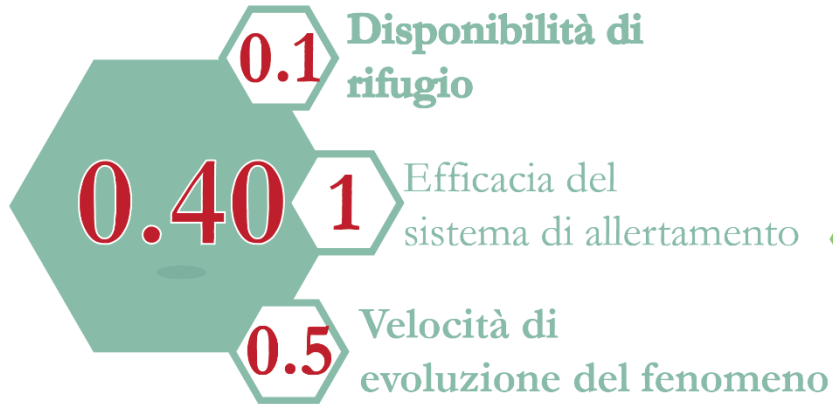 0.1
Disponibilità di
rifugio
0.40
1
Efficacia del
sistema di allertamento
0.5
Velocità di
evoluzione del fenomeno